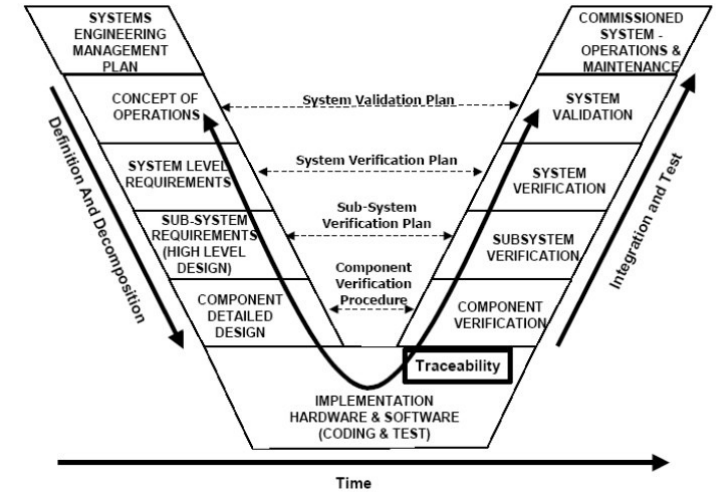 SYSTEMS
ENGINEERING
MANAGEMENT
PLAN
COMMISSIONED
SYSTEM -
OPERATIONS &
MAINTENANCE
CONCEPT OF
OPERATIONS
System Validation Plan
SYSTEM
VALIDATION
Definition And Decomposition
Integration and Test
SYSTEM LEVEL
REQUIREMENTS
System Verification Plan
SYSTEM
VERIFICATION
SUB-SYSTEM
REQUIREMENTS
(HIGH LEVEL
DESIGN)
Sub-System
Verification Plan
SUBSYSTEM
VERIFICATION
COMPONENT
DETAILED
DESIGN
Component
Verification
Procedure
COMPONENT
VERIFICATION
Traceability
IMPLEMENTATION
HARDWARE & SOFTWARE
(CODING & TEST)
Time